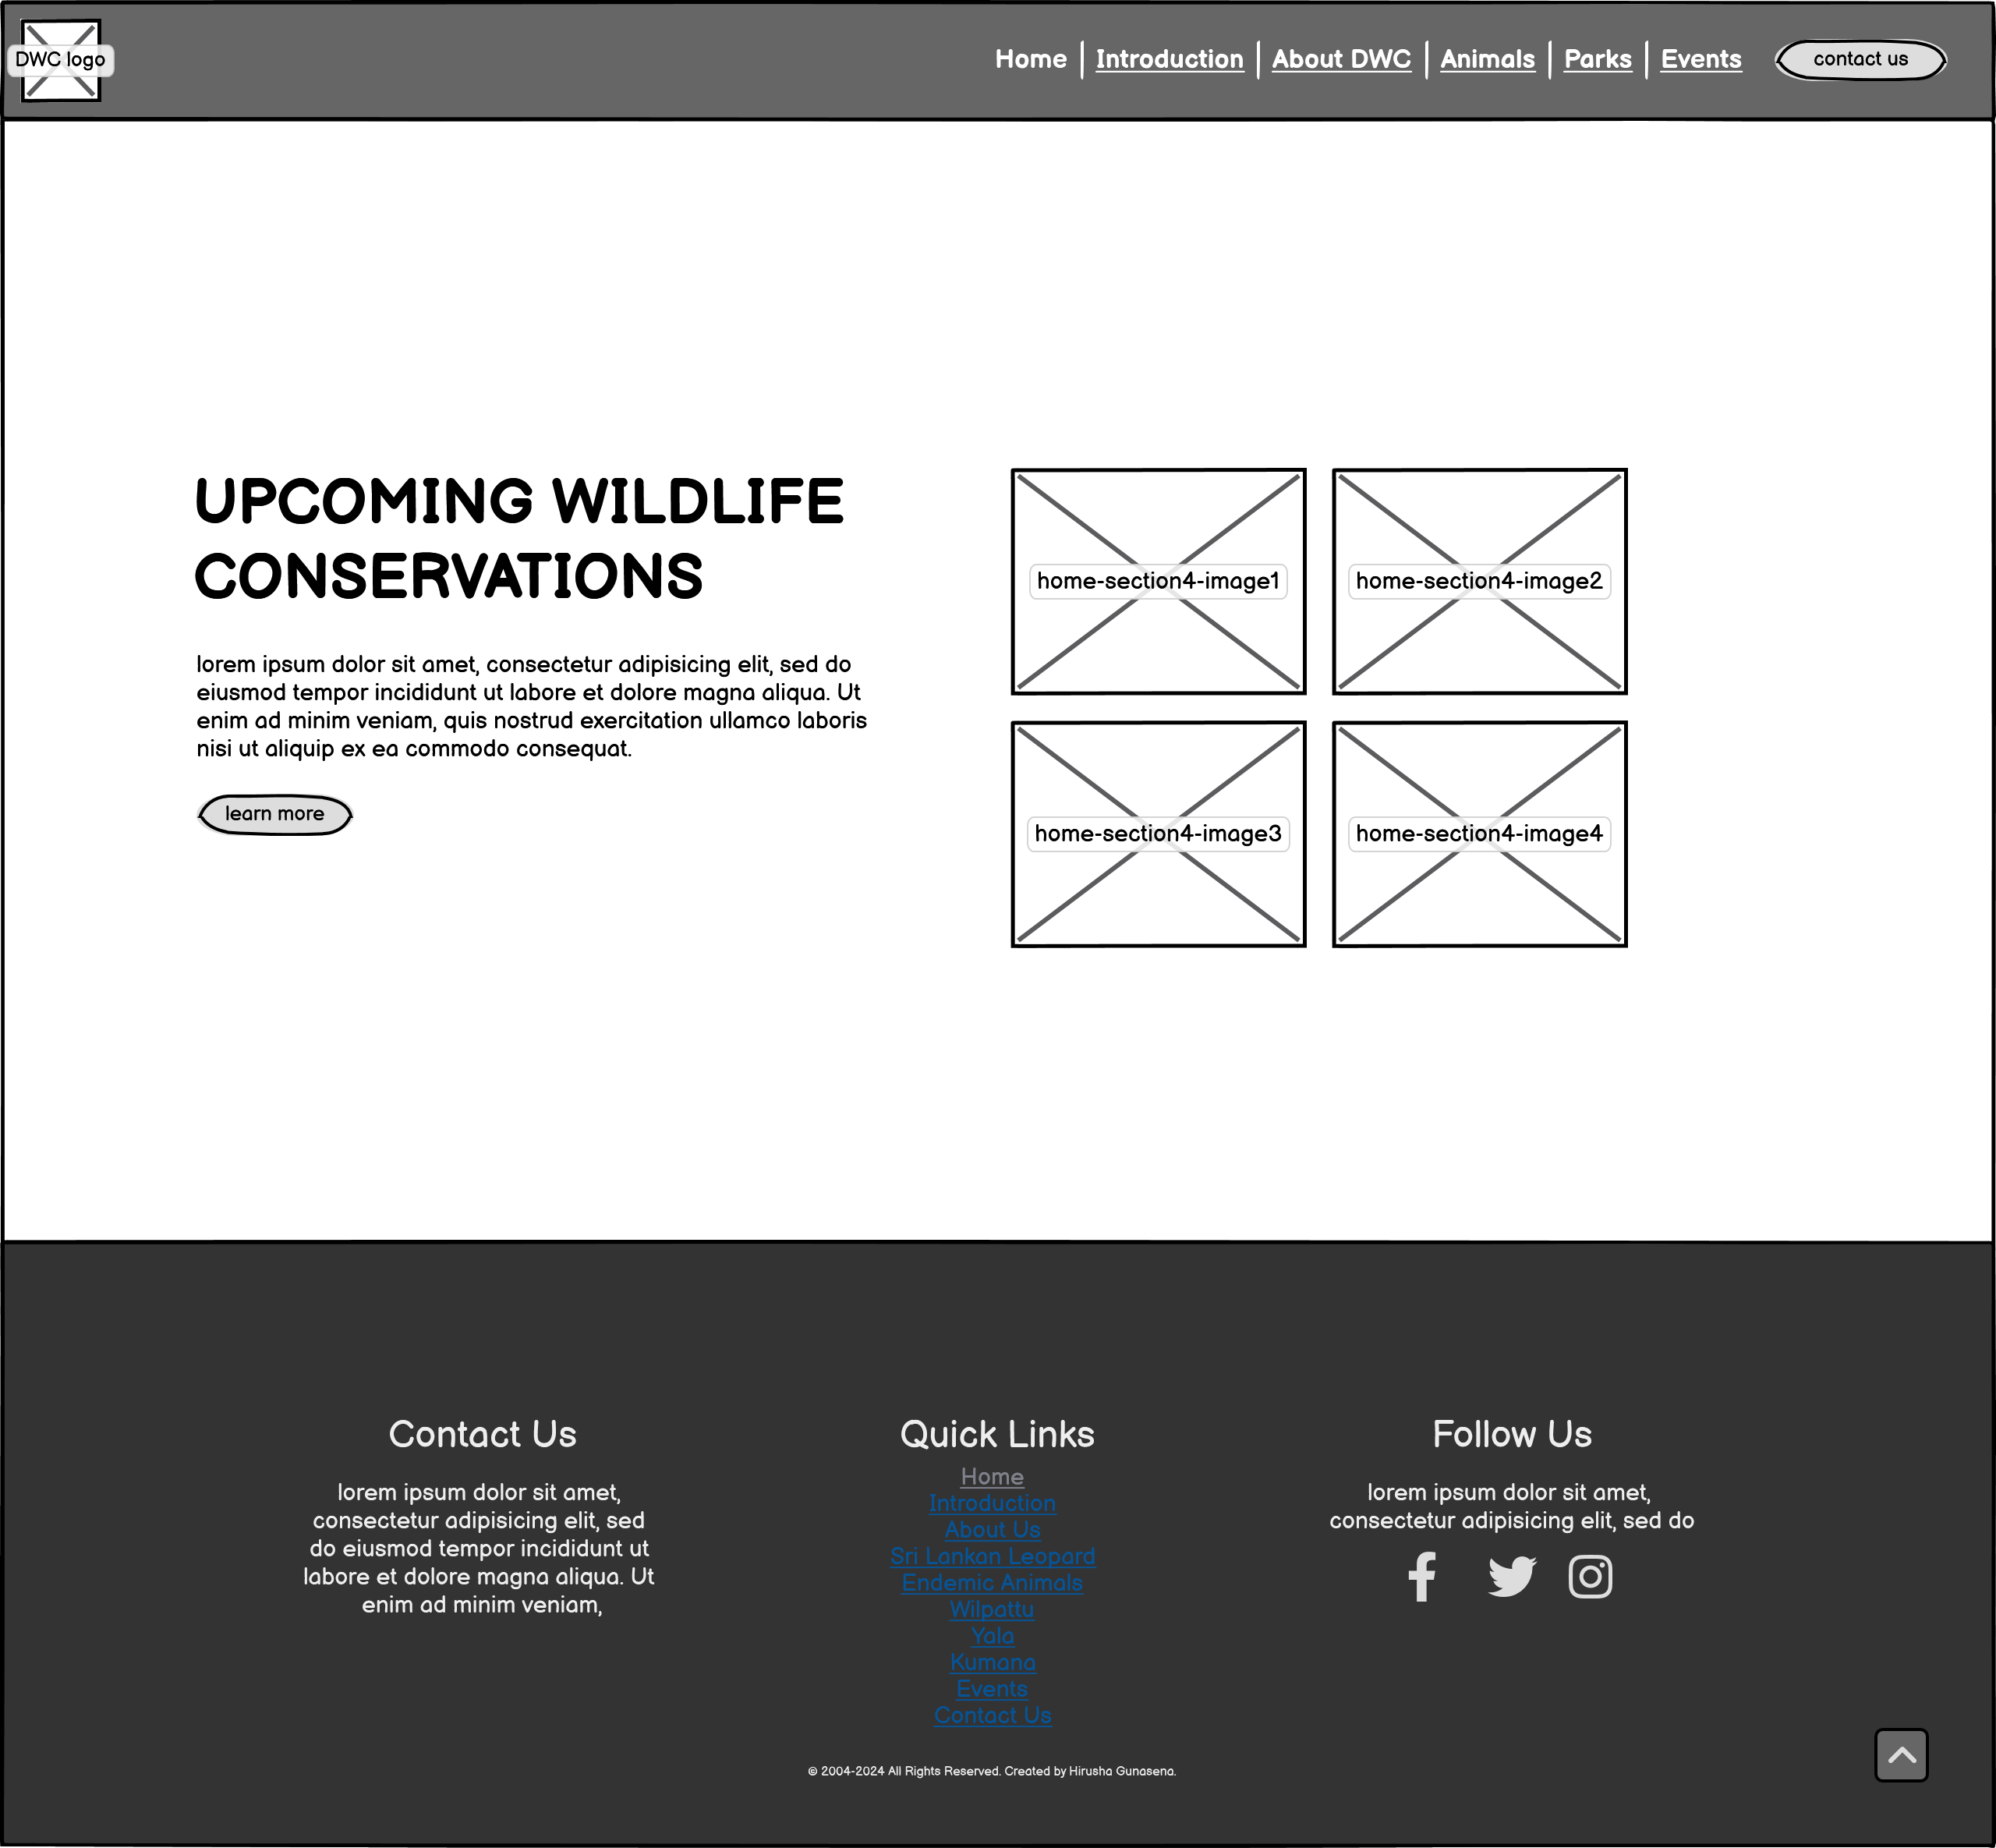 DWC logo
Home
Introduction
About DWC
Animals
Parks
Events
contact us
UPCOMING WILDLIFE
CONSERVATIONS
lorem ipsum dolor sit amet, consectetur adipisicing elit, sed do
eiusmod tempor incididunt ut labore et dolore magna aliqua. Ut
enim ad minim veniam, quis nostrud exercitation ullamco laboris
nisi ut aliquip ex ea commodo consequat.
learn more
home-section4-image1
home-section4-image2
home-section4-image3
home-section4-image4
Contact Us
lorem ipsum dolor sit amet,
consectetur adipisicing elit, sed
do eiusmod tempor incididunt ut
labore et dolore magna aliqua. Ut
enim ad minim veniam,
Quick Links
Home
Introduction
About Us
Sri Lankan Leopard
Endemic Animals
Wilpattu
Yala
Kumana
Events
Contact Us
Follow Us
lorem ipsum dolor sit amet,
consectetur adipisicing elit, sed do
© 2004-2024 All Rights Reserved. Created by Hirusha Gunasena.